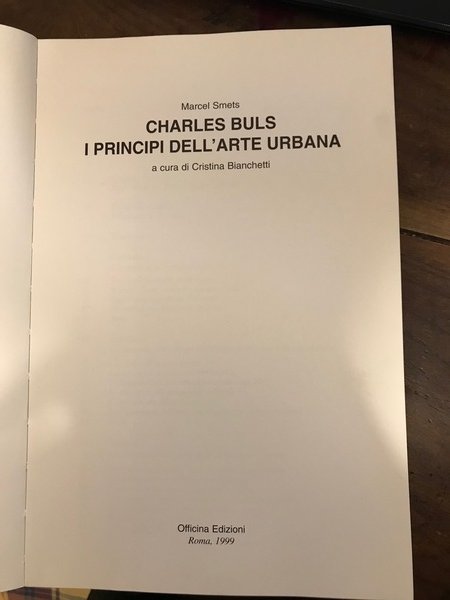 Marcel Smets
CHARLES BULS
I PRINCIPI DELL'ARTE URBANA
a cura di Cristina Bianchetti
Officina Edizioni
Roma, 1999